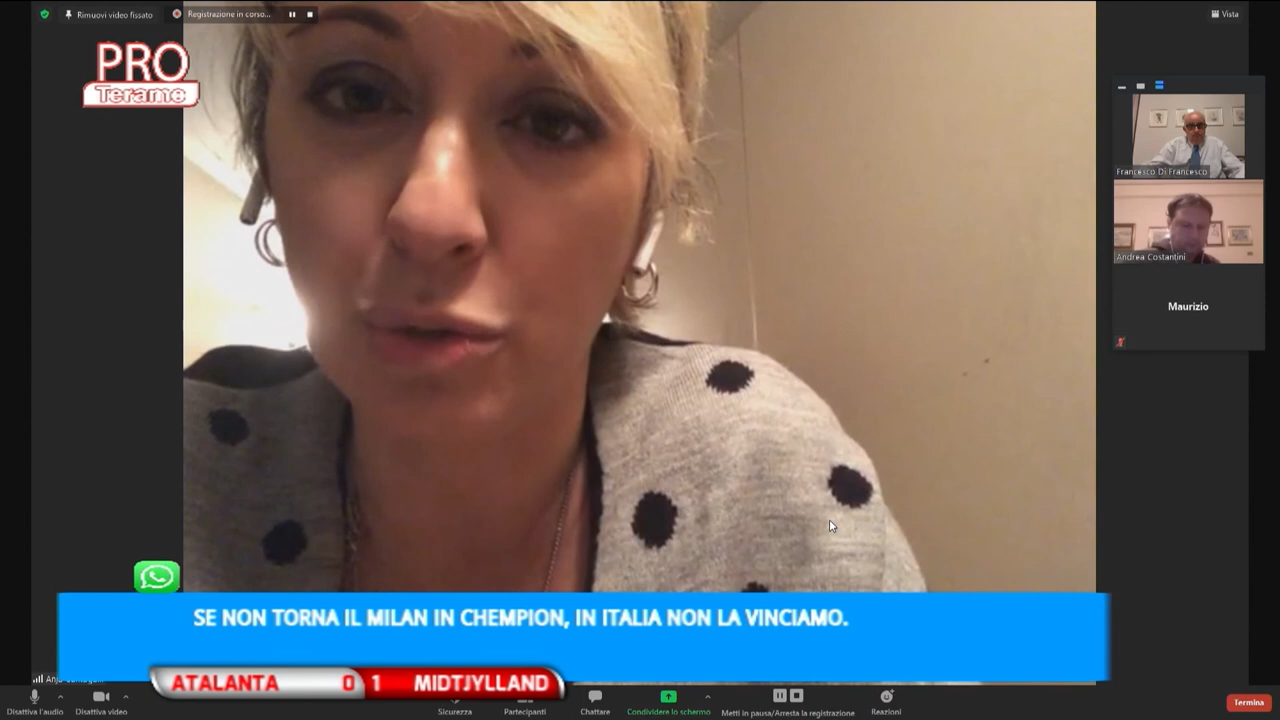 Rimuovi video fissato
Registrazione in corso...
Vista
PRO
Teramo
Francesco Di Francesco
Andrea Costantini
Maurizio
SE NON TORNA IL MILAN IN CHEMPION, IN ITALIA NON LA VINCIAMO.
ATALANTA 0 1 MIDTJYLLAND
Disattiva l'audio
Disattiva video
Sicurezza
Partecipanti
Chattare
Condividere lo schermo
Metti in pausa/Arresta la registrazione
Reazioni
Termina